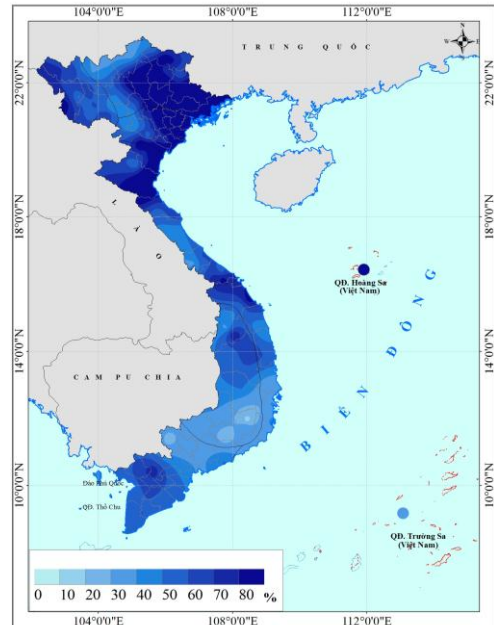 104°0'0"E 108°0'0"E 112°0'0"E
N
W E
S
TRUNG QUỐC
22°0'0"N
22°0'0"N
18°0'0"N
18°0'0"N
LÀO
QĐ. Hoàng Sa
(Việt Nam)
BIỂN ĐÔNG
14°0'0"N
14°0'0"N
CAM PU CHIA
10°0'0"N
10°0'0"N
Đảo Phú Quốc
QĐ. Thổ Chu
QĐ. Trường Sa
(Việt Nam)
0 10 20 30 40 50 60 70 80 %
104°0'0"E 108°0'0"E 112°0'0"E